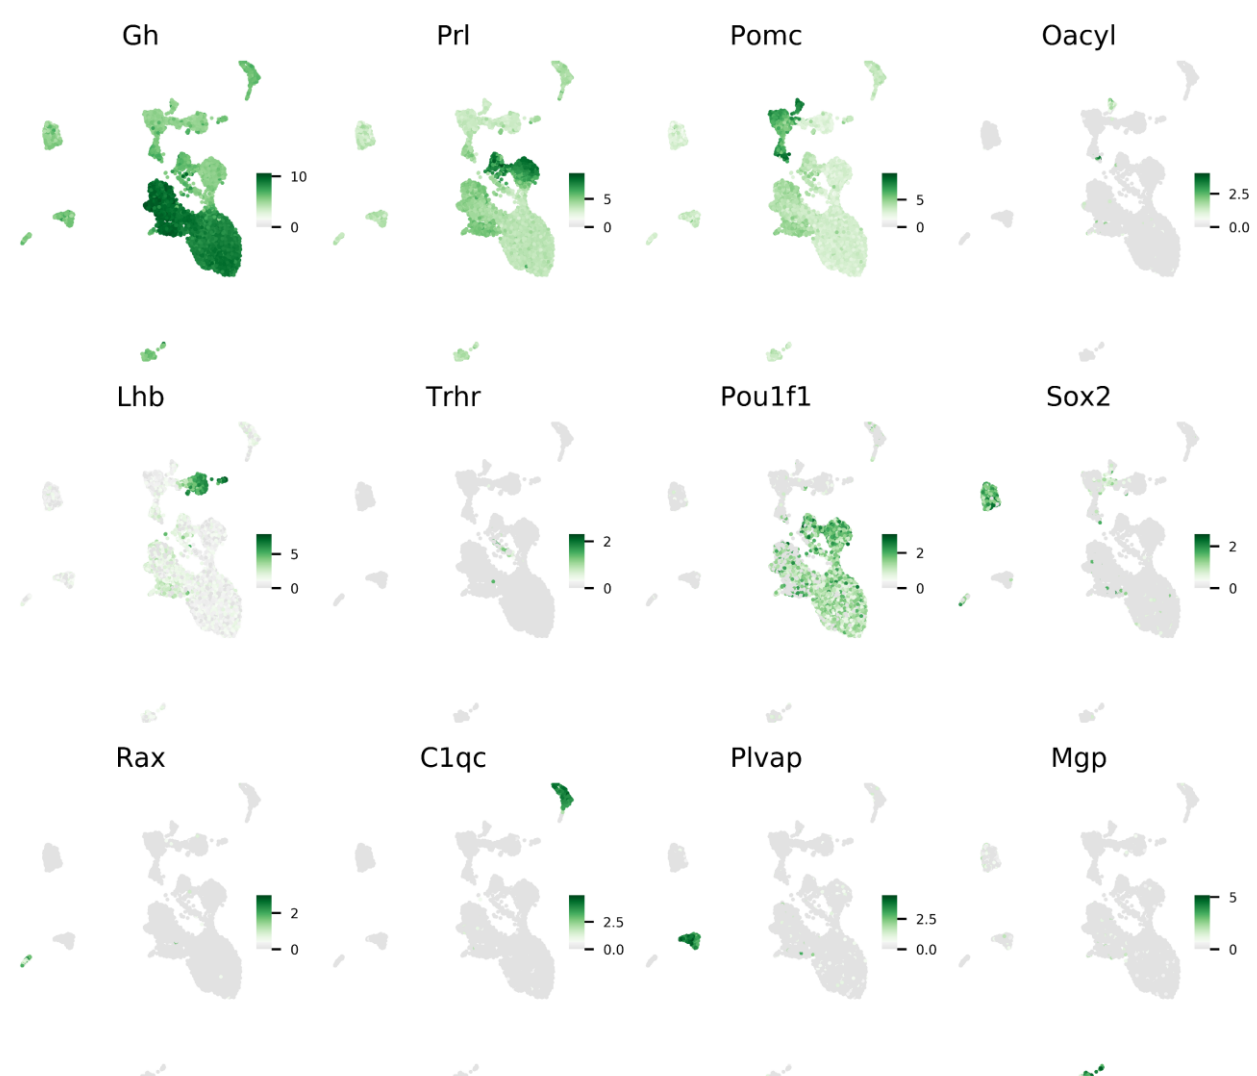 Gh Prl Pomc Oacyl
10 5 5 2.5
0 0 0 0.0
Lhb Trhr Pou1f1 Sox2
5 2 2 2
0 0 0 0
Rax C1qc Plvap Mgp
2 2.5 2.5 5
0 0.0 0.0 0